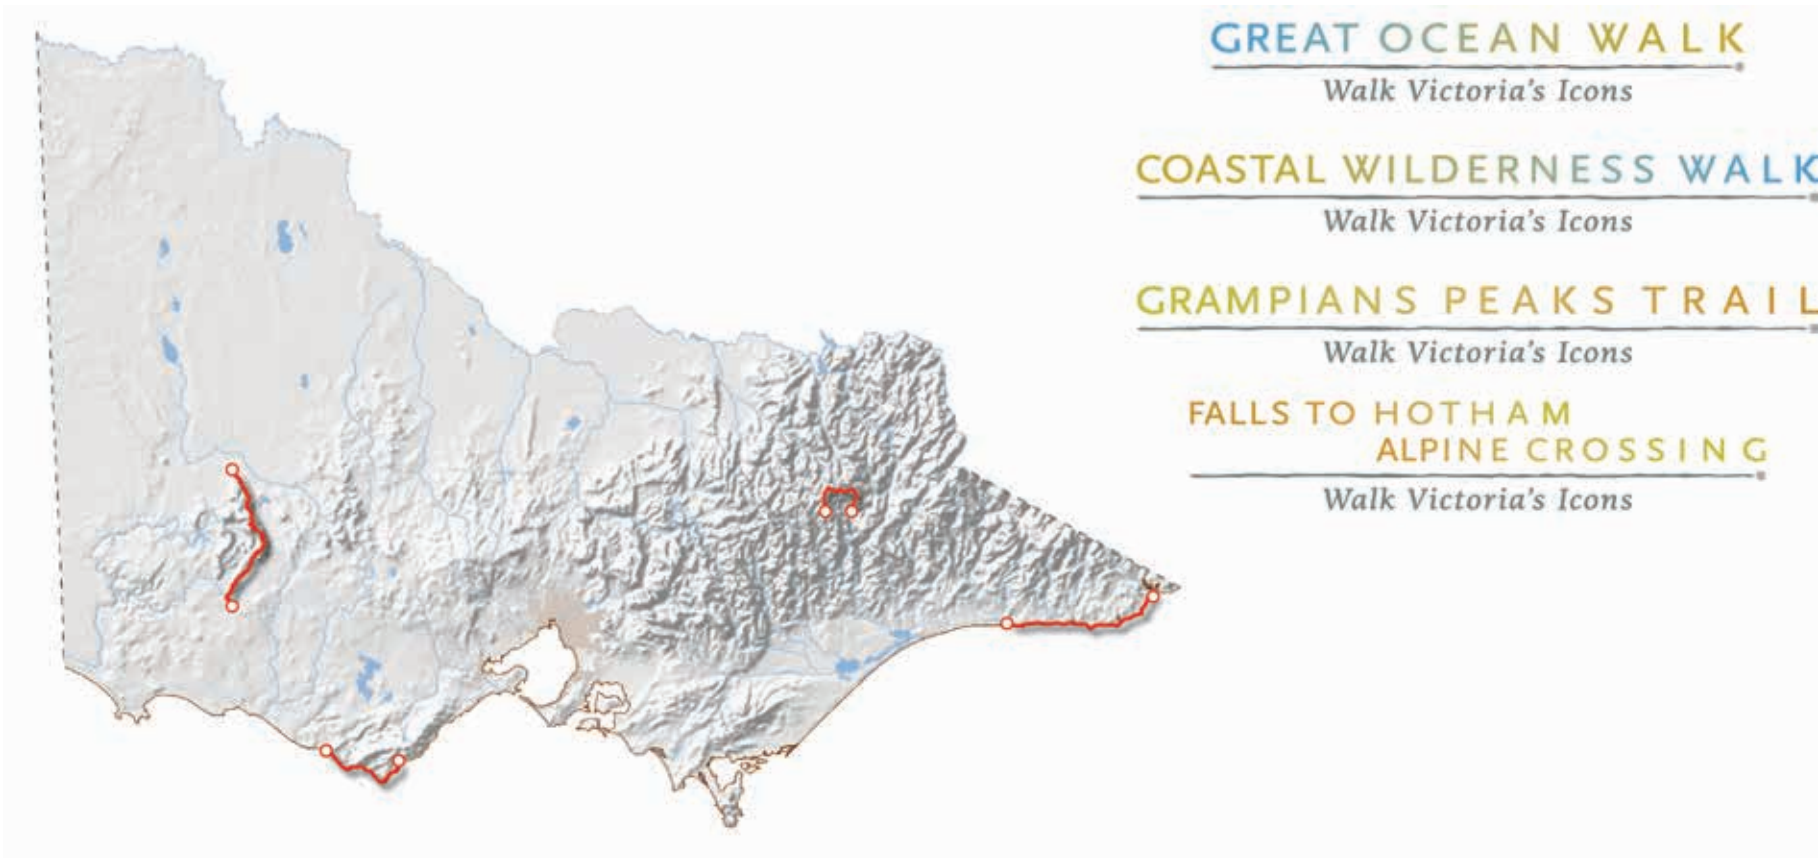 GREAT OCEAN WALK
Walk Victoria's Icons
COASTAL WILDERNESS WALK
Walk Victoria's Icons
GRAMPIANS PEAKS TRAIL
Walk Victoria's Icons
FALLS TO HOTHAM
ALPINE CROSSING
Walk Victoria's Icons